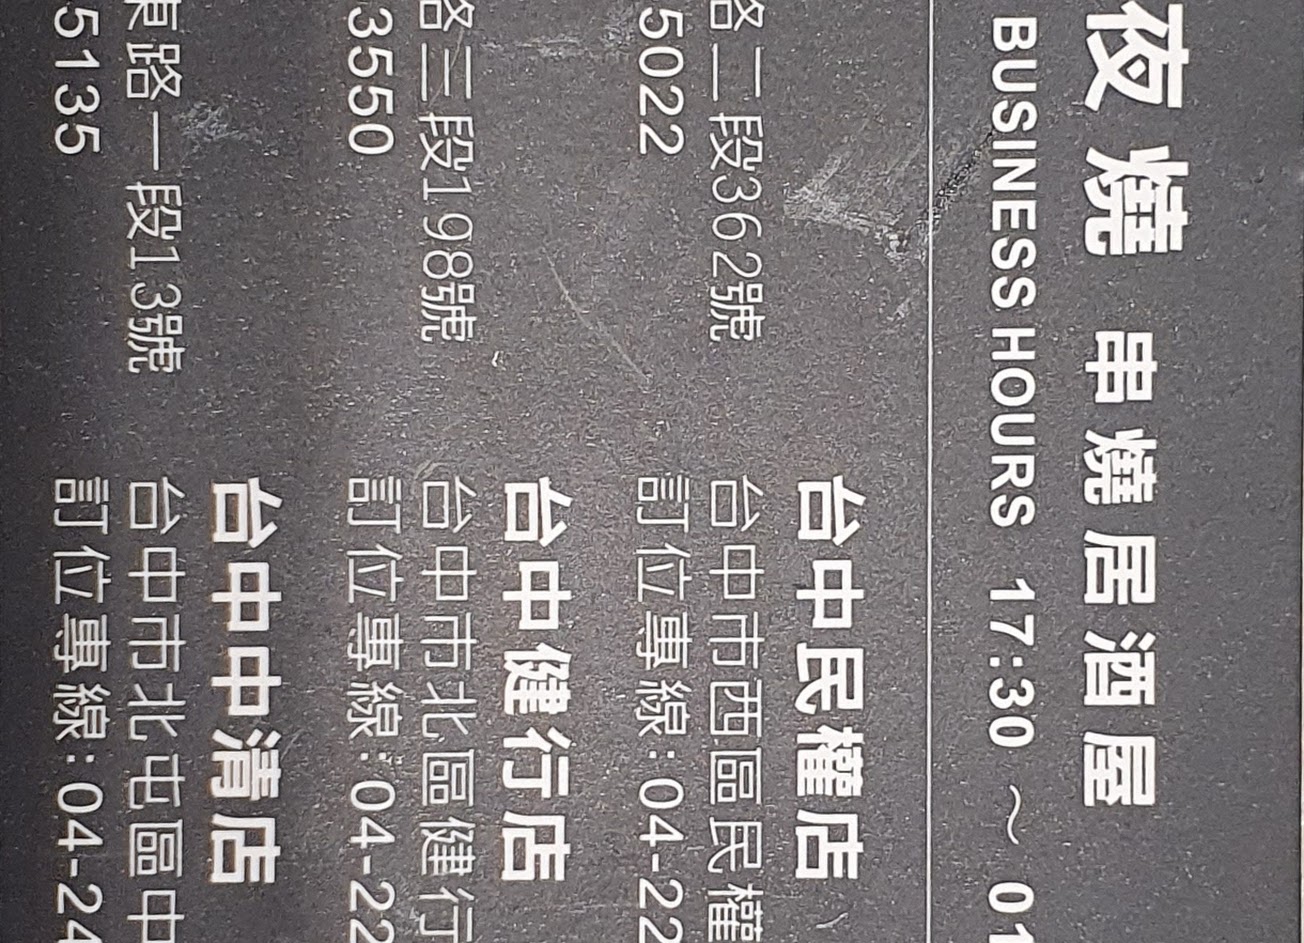 夜燒 串燒居酒屋
BUSINESS HOURS 17:30 ～ 01
台中民權店
路二段362號 台中市西區民權
5022 訂位專線:04-22
台中健行店
路三段198號 台中市北區健行
3550 訂位專線:04-22
台中中清店
東路一段13號 台中市北屯區中
5135 訂位專線:04-24